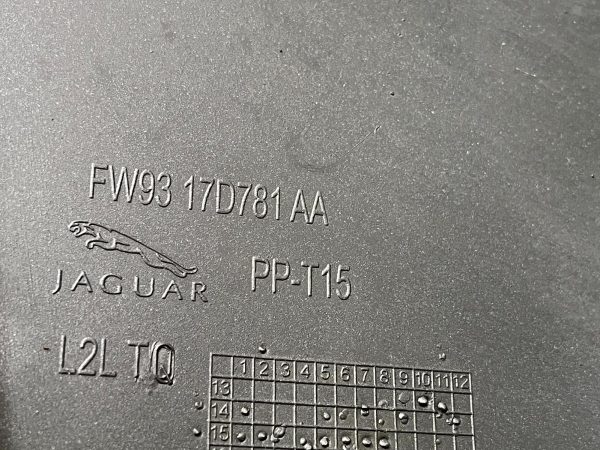 FW93 17D781 AA
JAGUAR PP-T15
L2L TQ
1 2 3 4 5 6 7 8 9 10 11 12
13
14
15